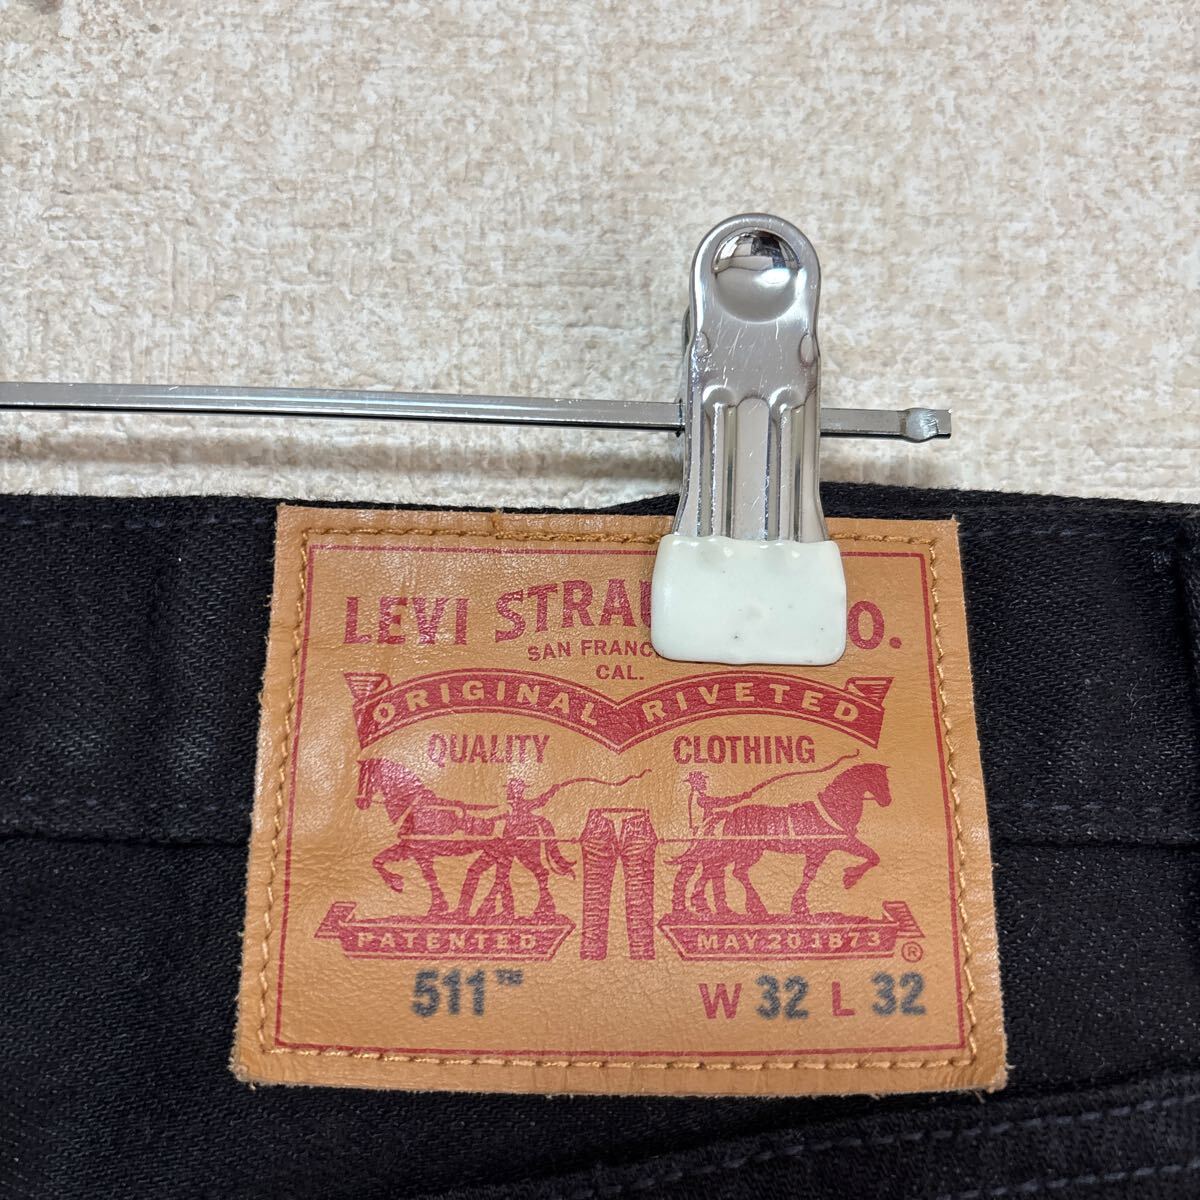 LEVI STRAU O.
SAN FRANC
CAL.
ORIGINAL RIVETED
QUALITY CLOTHING
PATENTED MAY 20 1873 ®
511™ W 32 L 32